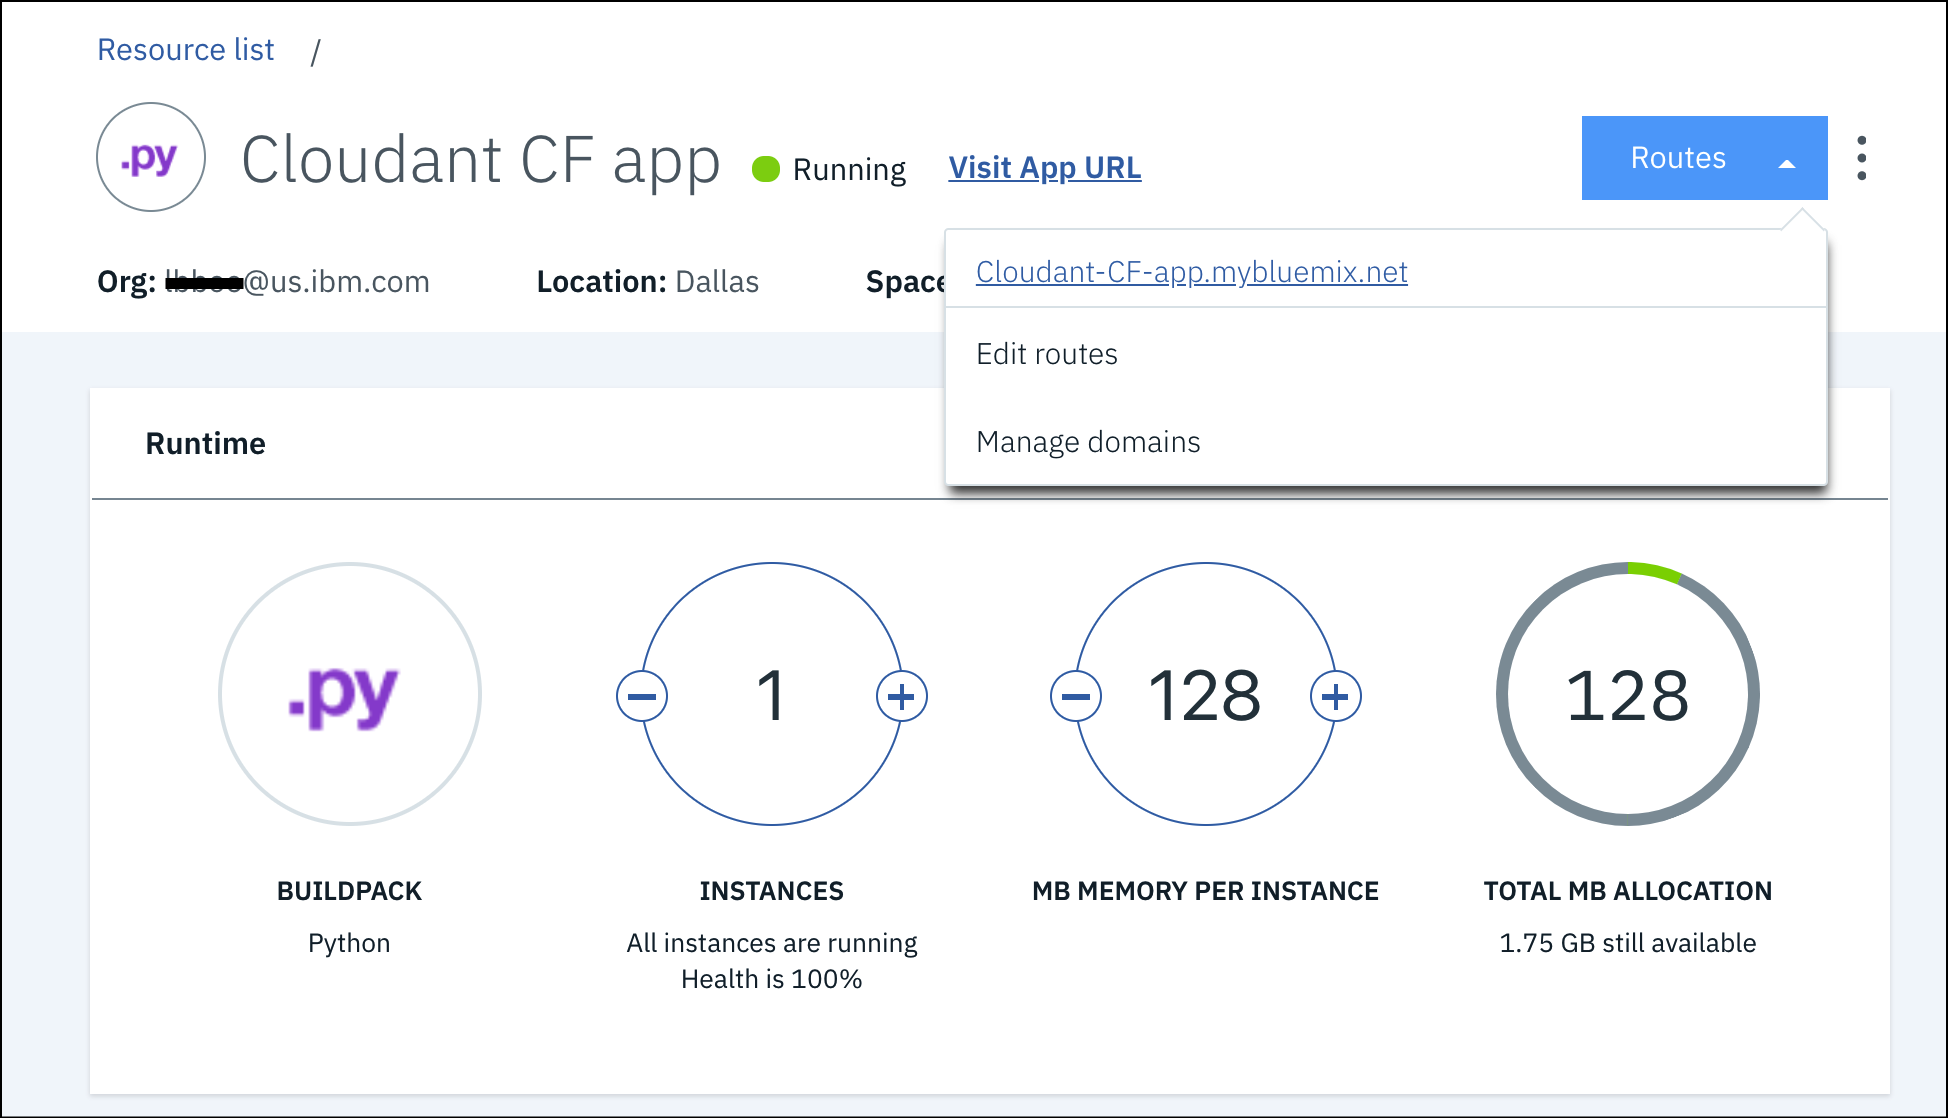 Resource list /
.py
Cloudant CF app
Running
Visit App URL
Routes
Org: @us.ibm.com
Location: Dallas
Space
Cloudant-CF-app.mybluemix.net
Edit routes
Manage domains
Runtime
.py
1
128
128
BUILDPACK
INSTANCES
MB MEMORY PER INSTANCE
TOTAL MB ALLOCATION
Python
All instances are running
Health is 100%
1.75 GB still available